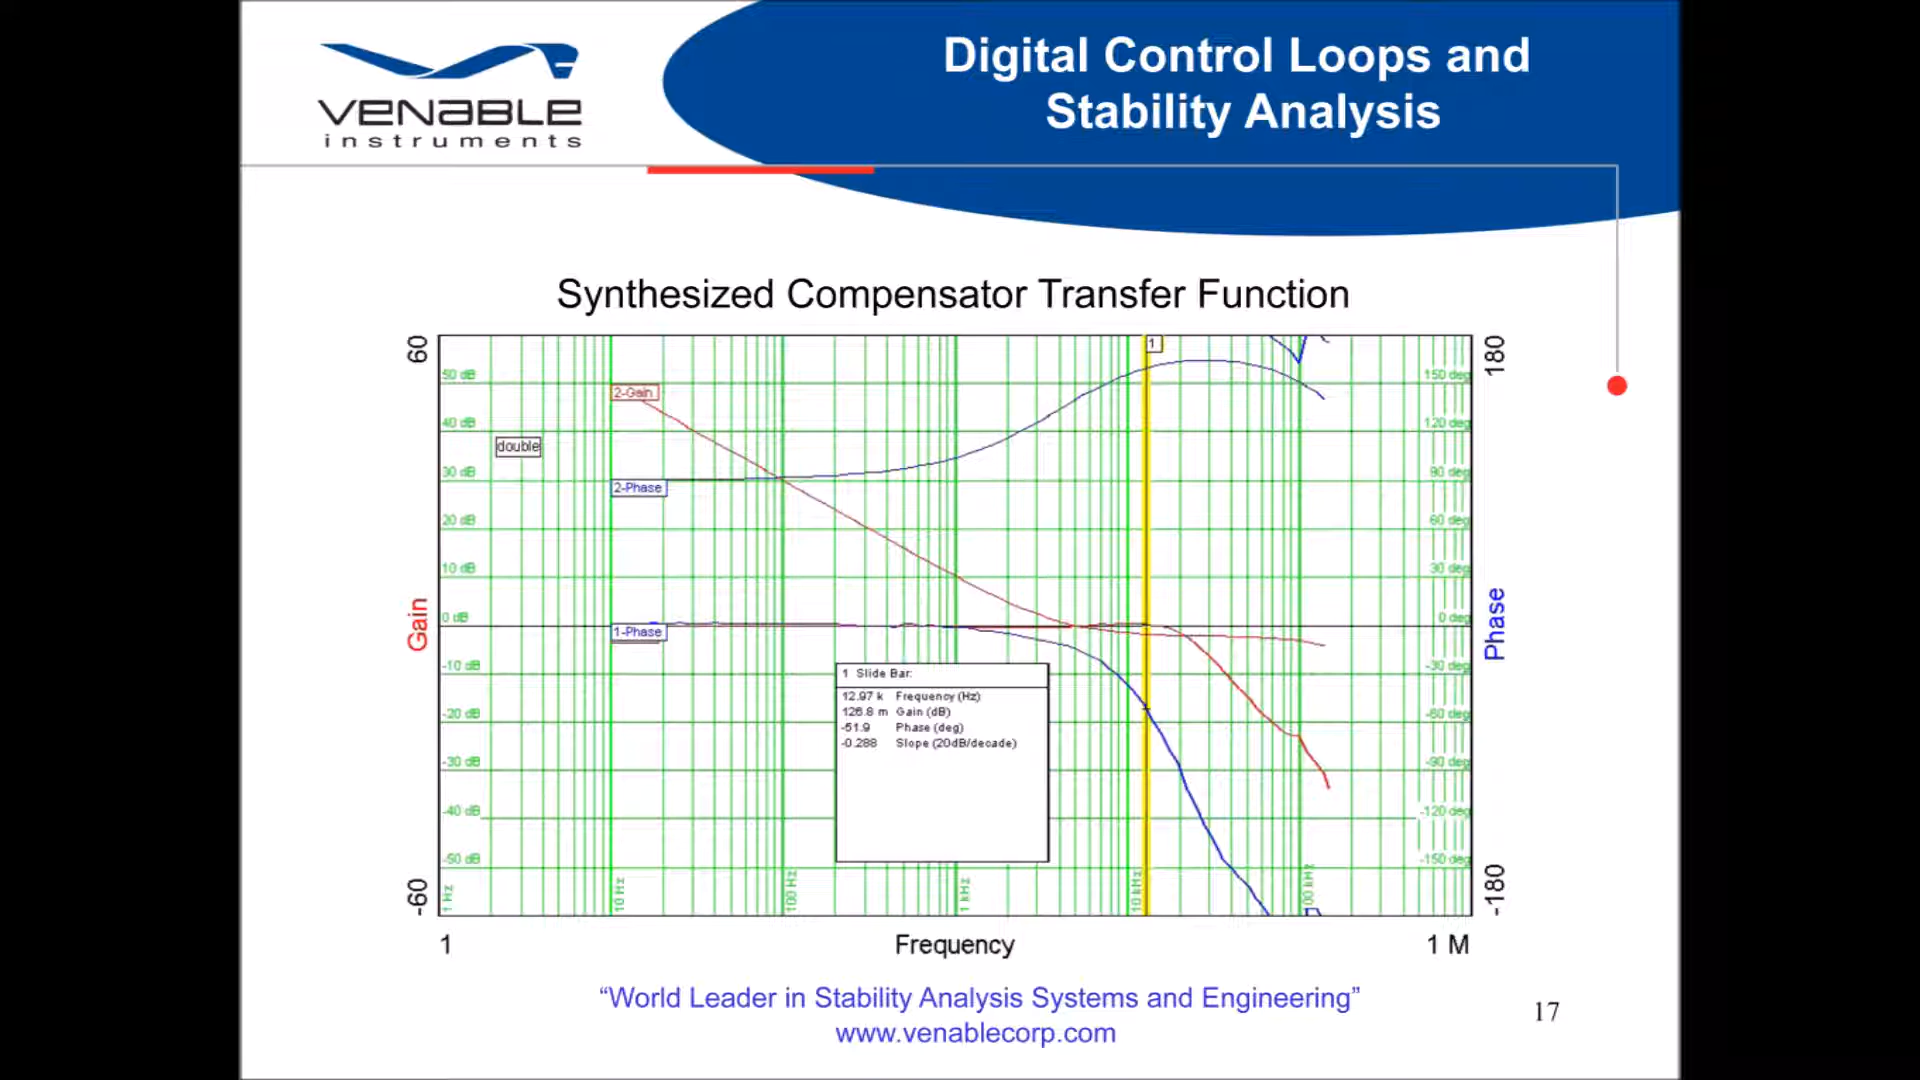 VENABLE
instruments
Digital Control Loops and
Stability Analysis
Synthesized Compensator Transfer Function
60
180
1
50 dB
150 deg
2-Gain
40 dB
120 deg
double
30 dB
90 deg
2-Phase
20 dB
60 deg
10 dB
30 deg
Gain
Phase
0 dB
0 deg
1-Phase
-10 dB
-30 deg
1 Slide Bar:
12.97 k Frequency (Hz)
126.8 m Gain (dB)
-51.9 Phase (deg)
-0.288 Slope (20dB/decade)
-20 dB
-60 deg
-30 dB
-90 deg
-40 dB
-120 deg
-50 dB
-150 deg
-60
-180
1 Hz
10 Hz
100 Hz
1 kHz
10 kHz
00 kHz
1
Frequency
1 M
“World Leader in Stability Analysis Systems and Engineering”
www.venablecorp.com
17